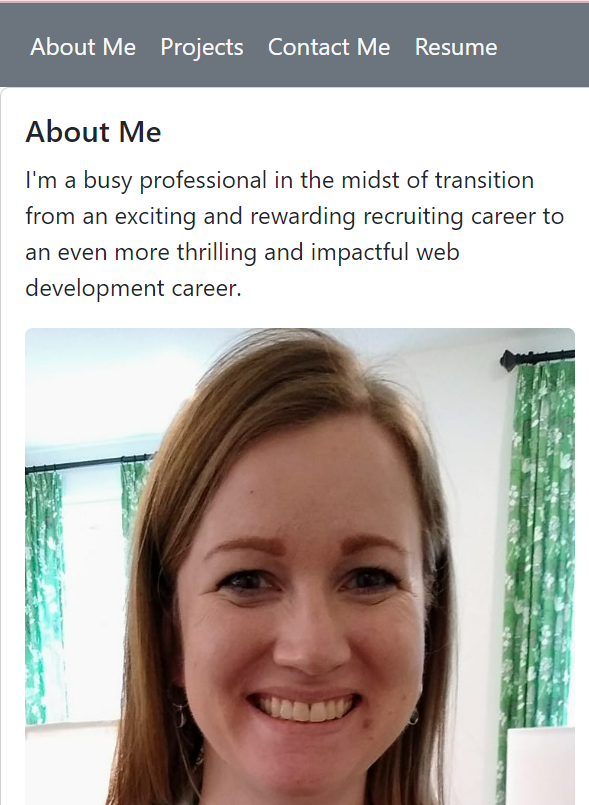 About Me Projects Contact Me Resume
About Me
I'm a busy professional in the midst of transition
from an exciting and rewarding recruiting career to
an even more thrilling and impactful web
development career.